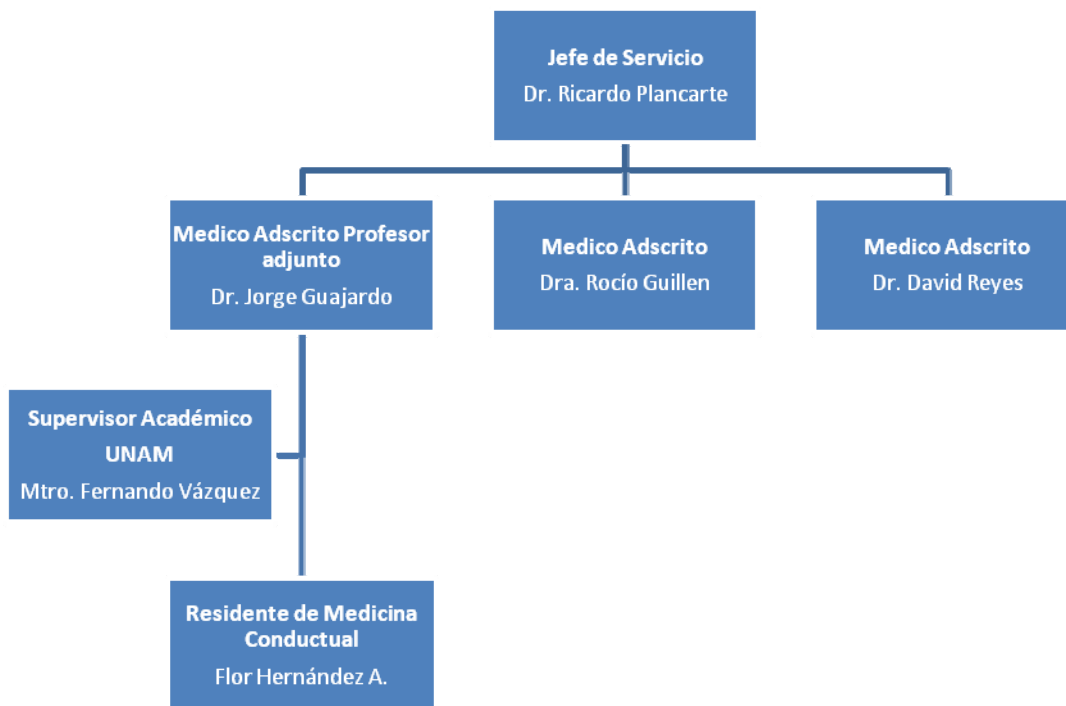 Jefe de Servicio
Dr. Ricardo Plancarte
Medico Adscrito Profesor
adjunto
Dr. Jorge Guajardo
Medico Adscrito
Dra. Rocío Guillen
Medico Adscrito
Dr. David Reyes
Supervisor Académico
UNAM
Mtro. Fernando Vázquez
Residente de Medicina
Conductual
Flor Hernández A.